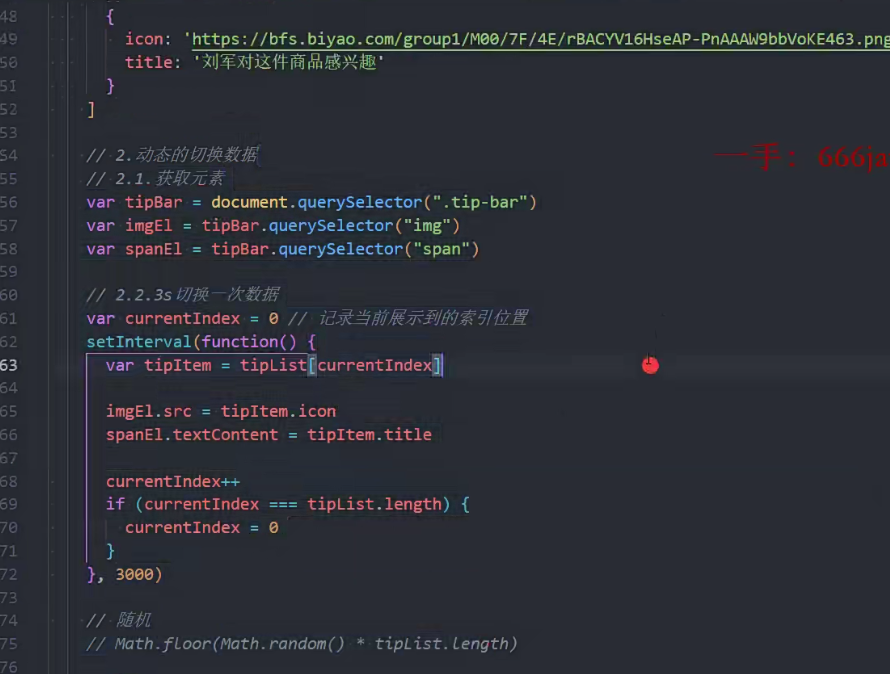 48 {
49 icon: 'https://bfs.biyao.com/group1/M00/7F/4E/rBACYV16HseAP-PnAAAW9bbVoKE463.png
50 title: '刘军对这件商品感兴趣'
51 }
52 ]
53
54 // 2.动态的切换数据
55 // 2.1.获取元素
56 var tipBar = document.querySelector(".tip-bar")
57 var imgEl = tipBar.querySelector("img")
58 var spanEl = tipBar.querySelector("span")
59
60 // 2.2.3s切换一次数据
61 var currentIndex = 0 // 记录当前展示到的索引位置
62 setInterval(function() {
63 var tipItem = tipList[currentIndex]
64
65 imgEl.src = tipItem.icon
66 spanEl.textContent = tipItem.title
67
68 currentIndex++
69 if (currentIndex === tipList.length) {
70 currentIndex = 0
71 }
72 }, 3000)
73
74 // 随机
75 // Math.floor(Math.random() * tipList.length)
76
一手: 666ja